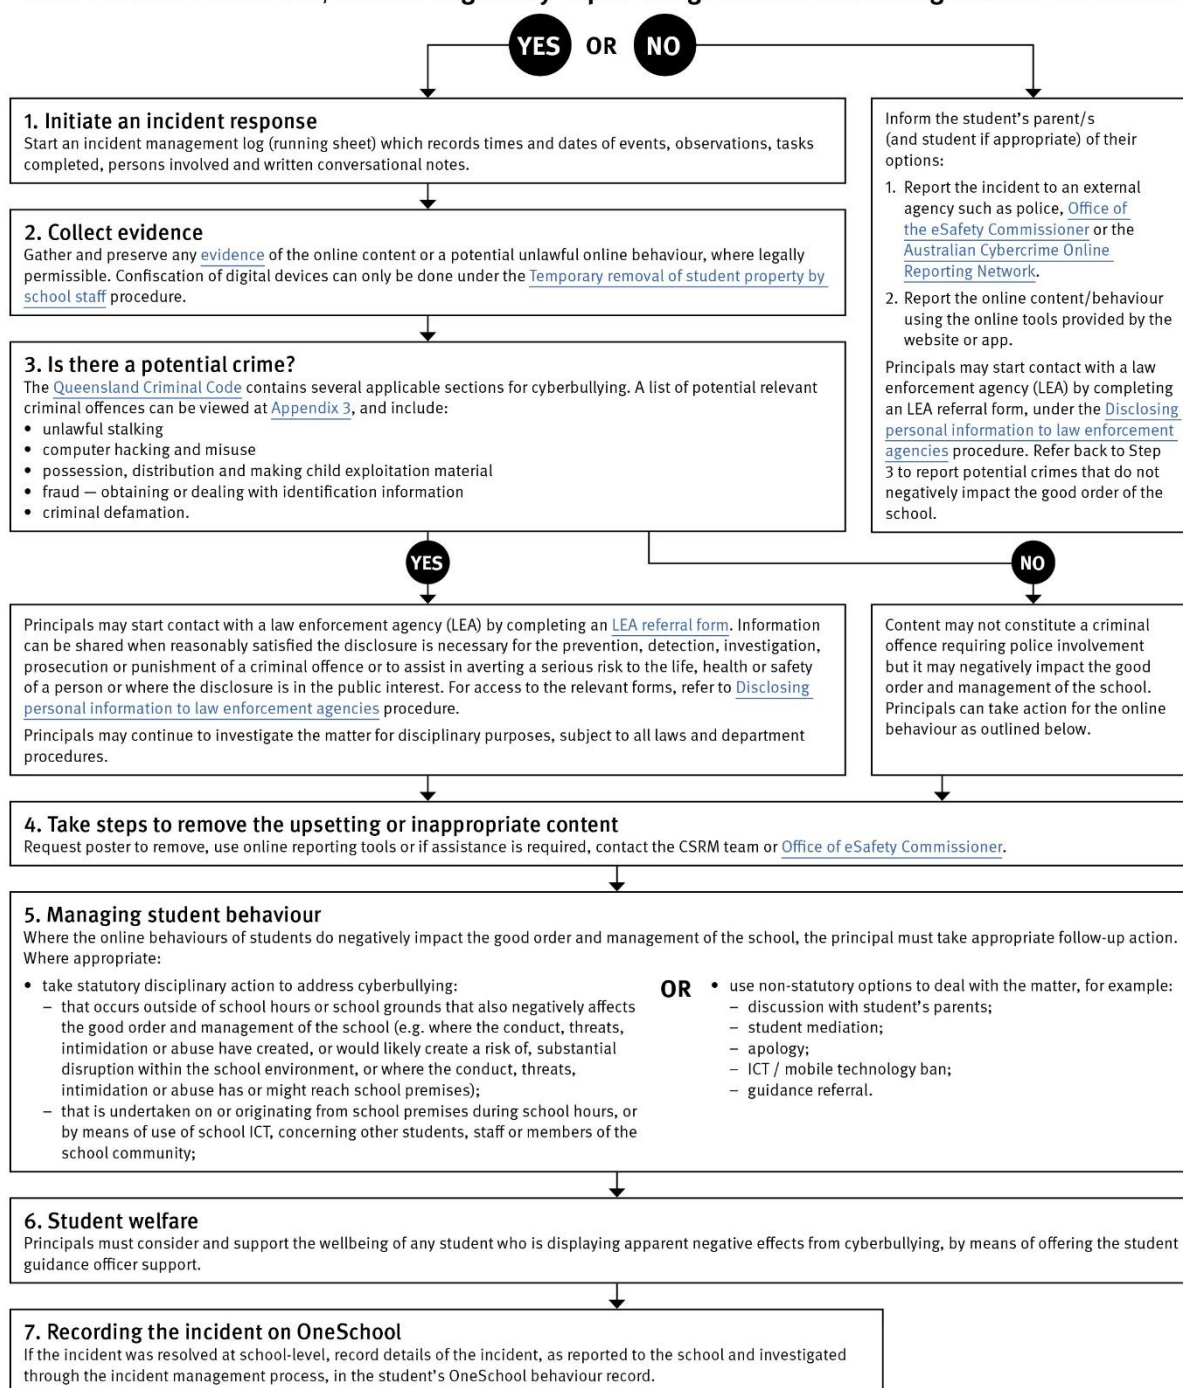 YES OR NO
1. Initiate an incident response
Start an incident management log (running sheet) which records times and dates of events, observations, tasks
completed, persons involved and written conversational notes.
2. Collect evidence
Gather and preserve any evidence of the online content or a potential unlawful online behaviour, where legally
permissible. Confiscation of digital devices can only be done under the Temporary removal of student property by
school staff procedure.
3. Is there a potential crime?
The Queensland Criminal Code contains several applicable sections for cyberbullying. A list of potential relevant
criminal offences can be viewed at Appendix 3, and include:
• unlawful stalking
• computer hacking and misuse
• possession, distribution and making child exploitation material
• fraud — obtaining or dealing with identification information
• criminal defamation.
Inform the student's parent/s
(and student if appropriate) of their
options:
1. Report the incident to an external
agency such as police, Office of
the eSafety Commissioner or the
Australian Cybercrime Online
Reporting Network.
2. Report the online content/behaviour
using the online tools provided by the
website or app.
Principals may start contact with a law
enforcement agency (LEA) by completing
an LEA referral form, under the Disclosing
personal information to law enforcement
agencies procedure. Refer back to Step
3 to report potential crimes that do not
negatively impact the good order of the
school.
YES
NO
Principals may start contact with a law enforcement agency (LEA) by completing an LEA referral form. Information
can be shared when reasonably satisfied the disclosure is necessary for the prevention, detection, investigation,
prosecution or punishment of a criminal offence or to assist in averting a serious risk to the life, health or safety
of a person or where the disclosure is in the public interest. For access to the relevant forms, refer to Disclosing
personal information to law enforcement agencies procedure.
Principals may continue to investigate the matter for disciplinary purposes, subject to all laws and department
procedures.
Content may not constitute a criminal
offence requiring police involvement
but it may negatively impact the good
order and management of the school.
Principals can take action for the online
behaviour as outlined below.
4. Take steps to remove the upsetting or inappropriate content
Request poster to remove, use online reporting tools or if assistance is required, contact the CSRM team or Office of eSafety Commissioner.
5. Managing student behaviour
Where the online behaviours of students do negatively impact the good order and management of the school, the principal must take appropriate follow-up action.
Where appropriate:
• take statutory disciplinary action to address cyberbullying:
– that occurs outside of school hours or school grounds that also negatively affects
the good order and management of the school (e.g. where the conduct, threats,
intimidation or abuse have created, or would likely create a risk of, substantial
disruption within the school environment, or where the conduct, threats,
intimidation or abuse has or might reach school premises);
– that is undertaken on or originating from school premises during school hours, or
by means of use of school ICT, concerning other students, staff or members of the
school community;
OR
• use non-statutory options to deal with the matter, for example:
– discussion with student's parents;
– student mediation;
– apology;
– ICT / mobile technology ban;
– guidance referral.
6. Student welfare
Principals must consider and support the wellbeing of any student who is displaying apparent negative effects from cyberbullying, by means of offering the student
guidance officer support.
7. Recording the incident on OneSchool
If the incident was resolved at school-level, record details of the incident, as reported to the school and investigated
through the incident management process, in the student's OneSchool behaviour record.